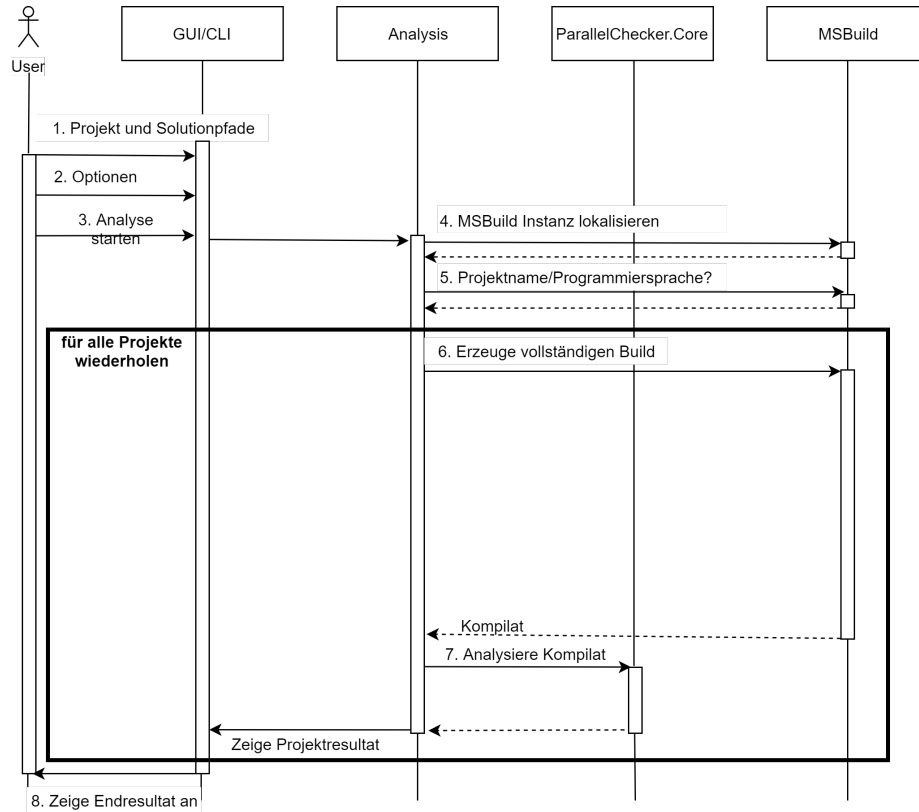 User
GUI/CLI
Analysis
ParallelChecker.Core
MSBuild
1. Projekt und Solutionpfade
2. Optionen
3. Analyse
starten
4. MSBuild Instanz lokalisieren
5. Projektname/Programmiersprache?
für alle Projekte
wiederholen
6. Erzeuge vollständigen Build
Kompilat
7. Analysiere Kompilat
Zeige Projektresultat
8. Zeige Endresultat an